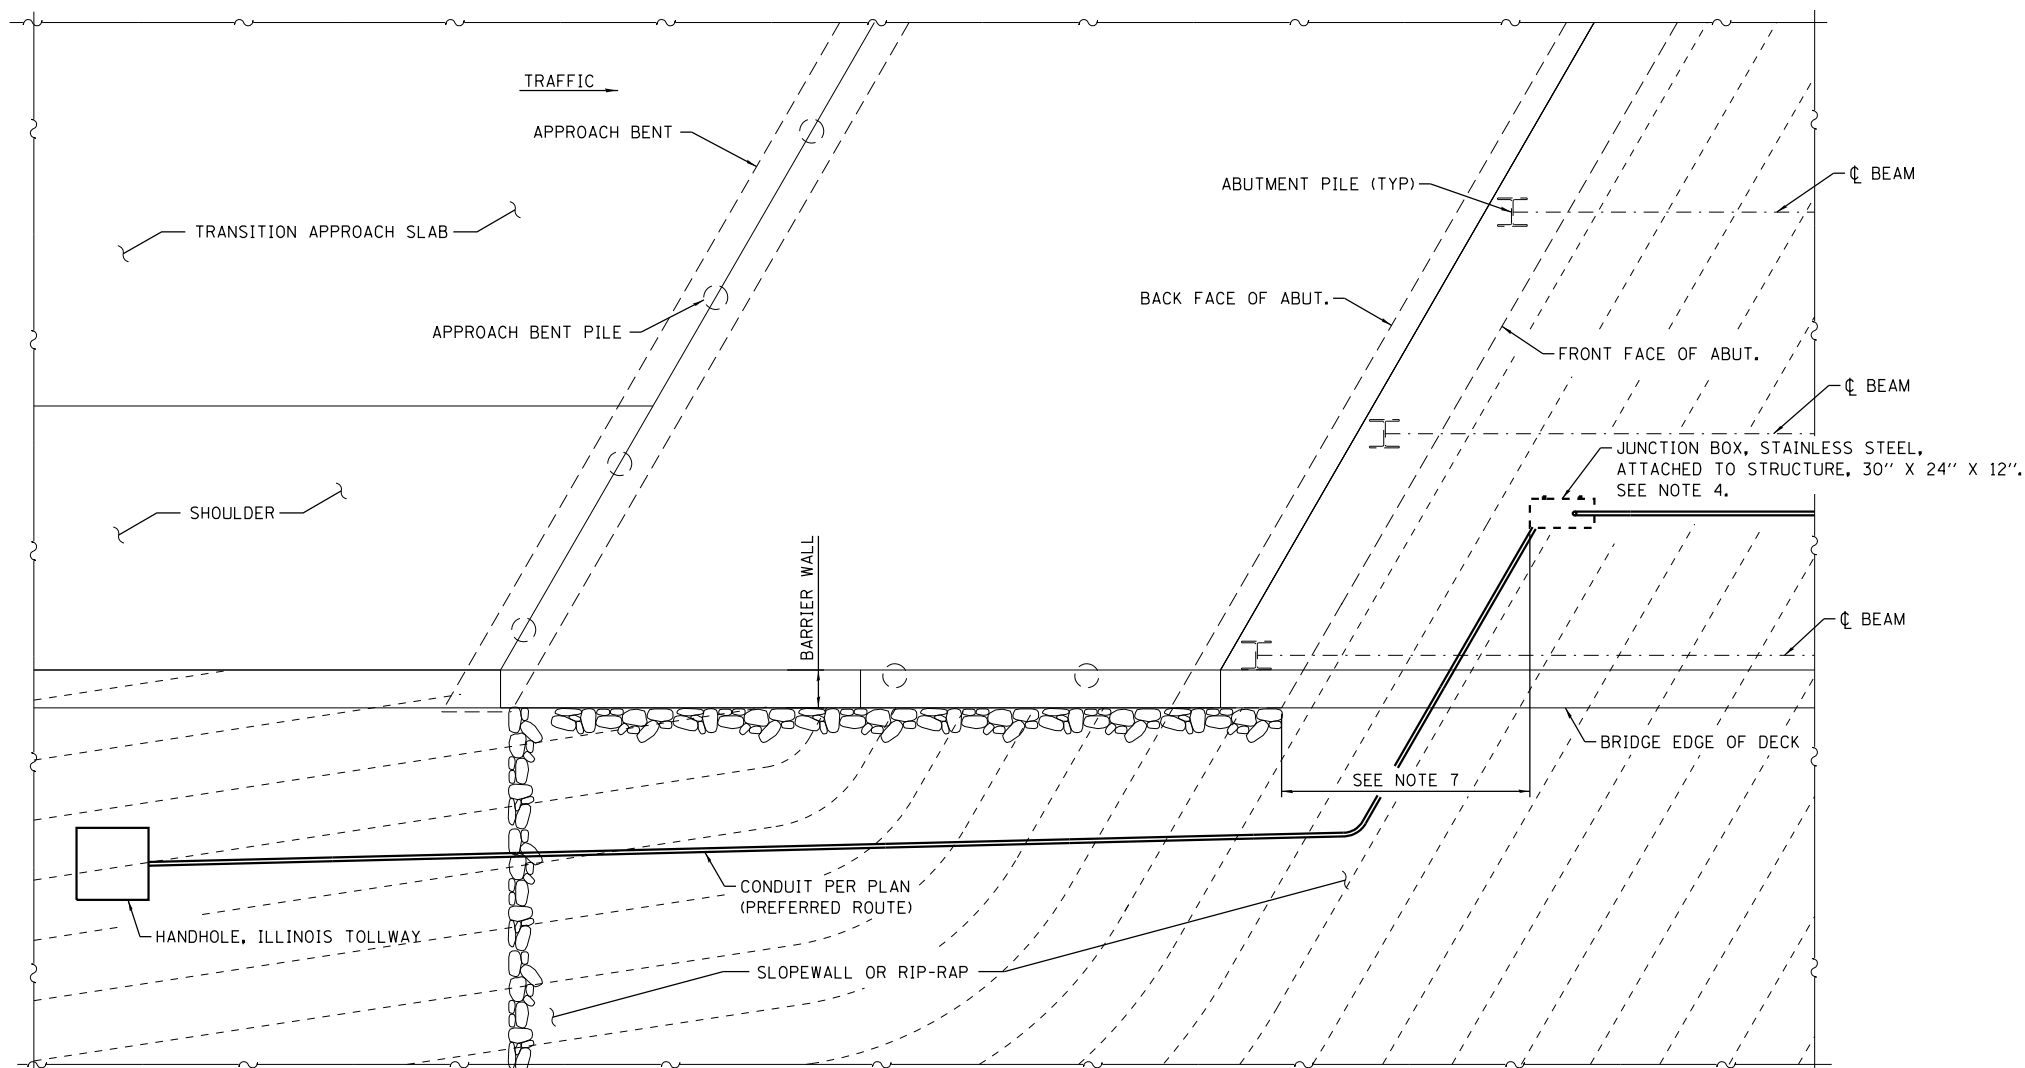 TRAFFIC
APPROACH BENT
ABUTMENT PILE (TYP)
℄ BEAM
TRANSITION APPROACH SLAB
BACK FACE OF ABUT.
APPROACH BENT PILE
FRONT FACE OF ABUT.
℄ BEAM
JUNCTION BOX, STAINLESS STEEL,
ATTACHED TO STRUCTURE, 30'' X 24'' X 12''.
SEE NOTE 4.
SHOULDER
BARRIER WALL
℄ BEAM
BRIDGE EDGE OF DECK
SEE NOTE 7
CONDUIT PER PLAN
(PREFERRED ROUTE)
HANDHOLE, ILLINOIS TOLLWAY
SLOPEWALL OR RIP-RAP